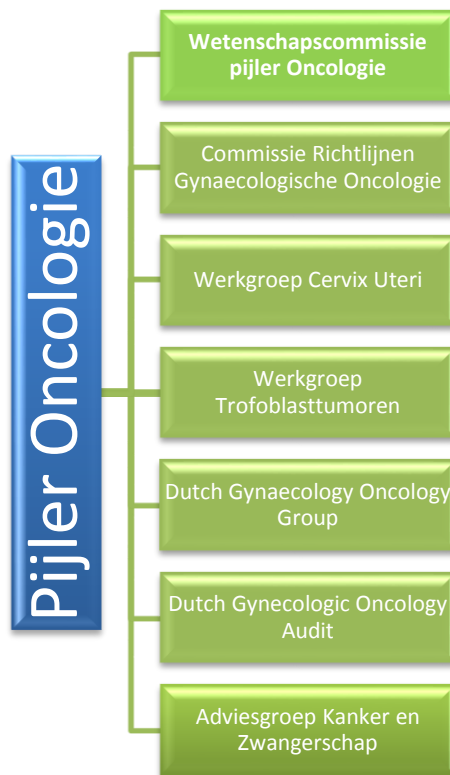 Pijler Oncologie
Wetenschapscommissie
pijler Oncologie
Commissie Richtlijnen
Gynaecologische Oncologie
Werkgroep Cervix Uteri
Werkgroep
Trofoblasttumoren
Dutch Gynaecology Oncology
Group
Dutch Gynecologic Oncology
Audit
Adviesgroep Kanker en
Zwangerschap